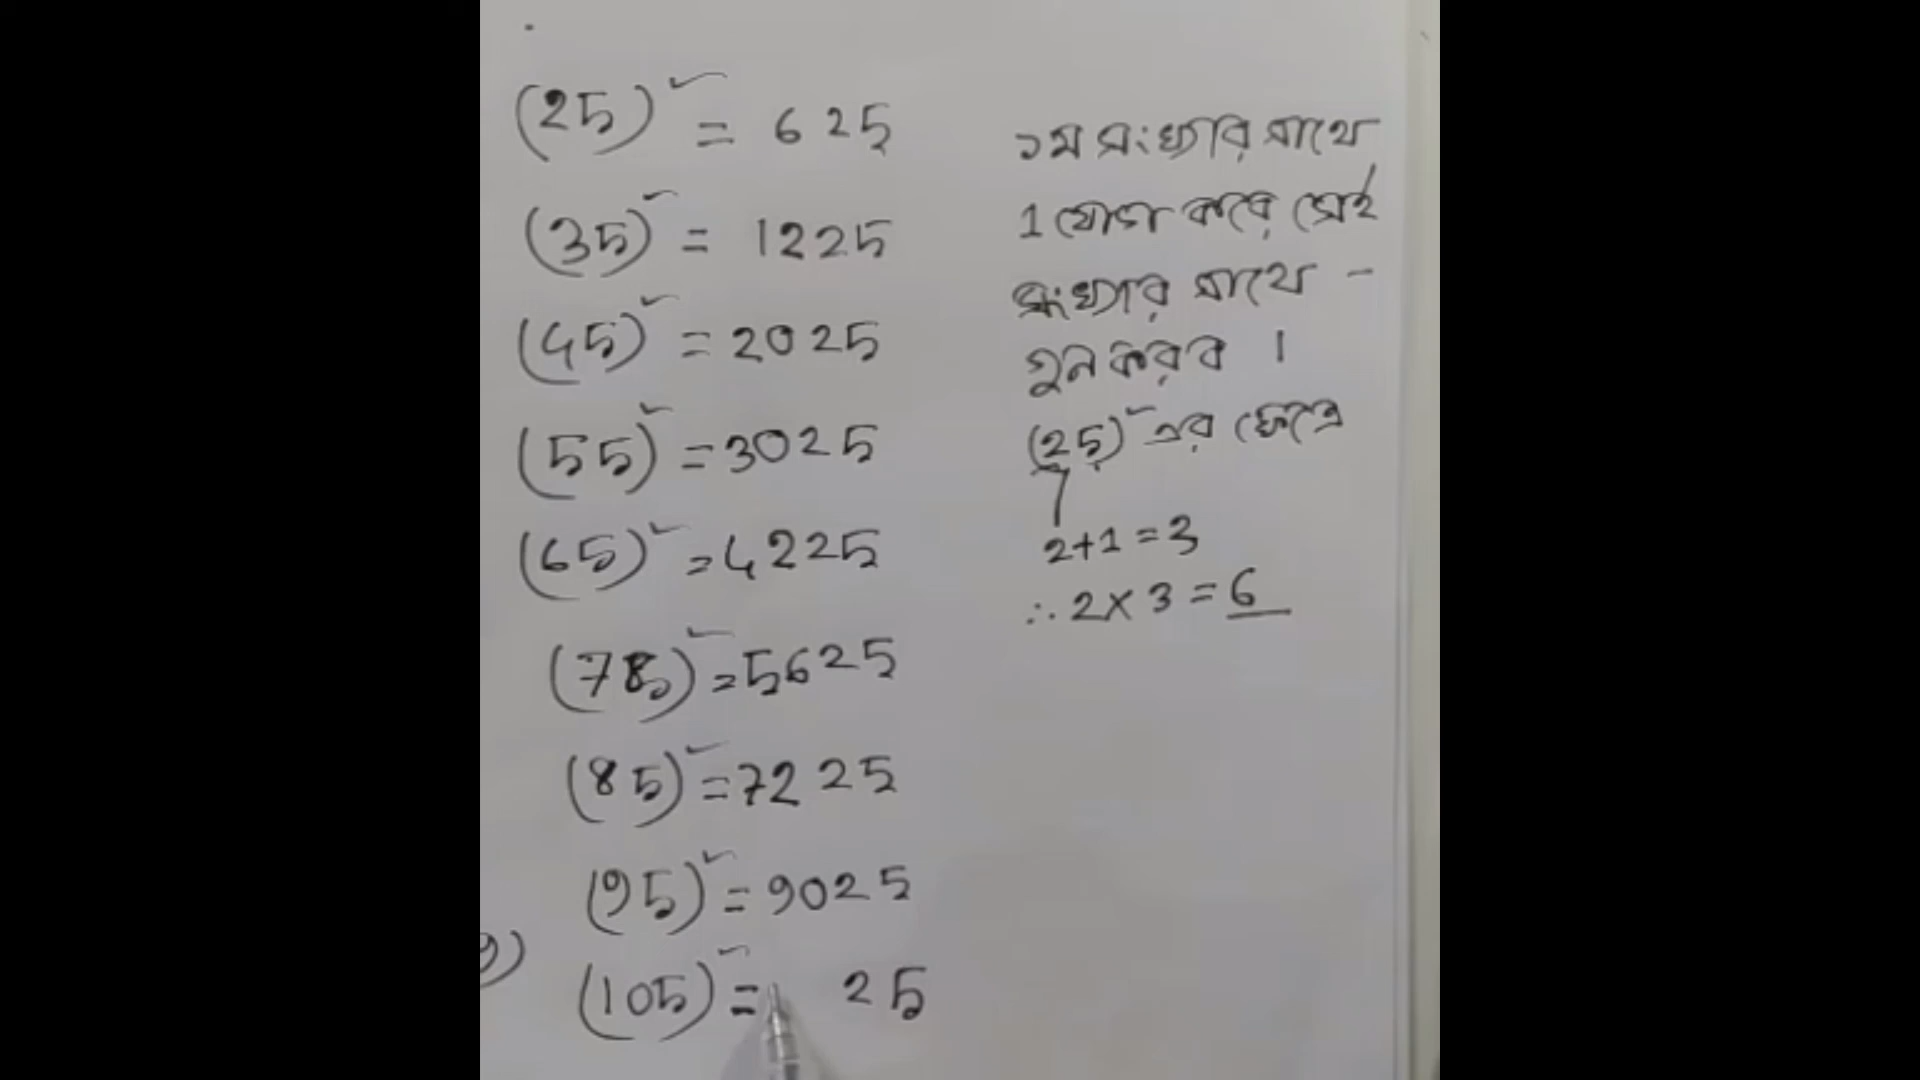 (25)² = 625
(35)² = 1225
(45)² = 2025
(55)² = 3025
(65)² = 4225
(75)² = 5625
(85)² = 7225
(95)² = 9025
(105)² = 25
১ম সংখ্যার সাথে
1 যোগ করে সেই
সংখ্যার সাথে -
গুন করব ।
(25)² এর ক্ষেত্রে
2+1 = 3
∴ 2 × 3 = 6